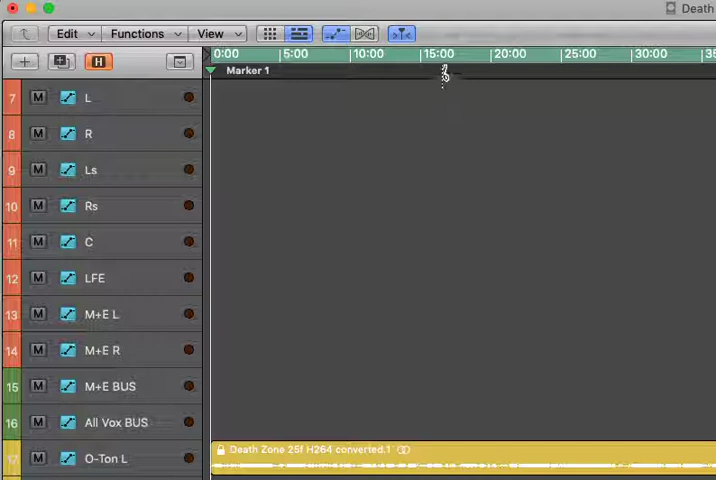 Death
Edit Functions View
0:00 5:00 10:00 15:00 20:00 25:00 30:00 35
H
Marker 1
7 M L
8 M R
9 M Ls
10 M Rs
11 M C
12 M LFE
13 M M+E L
14 M M+E R
15 M M+E BUS
16 M All Vox BUS
Death Zone 25f H264 converted.1
17 M O-Ton L